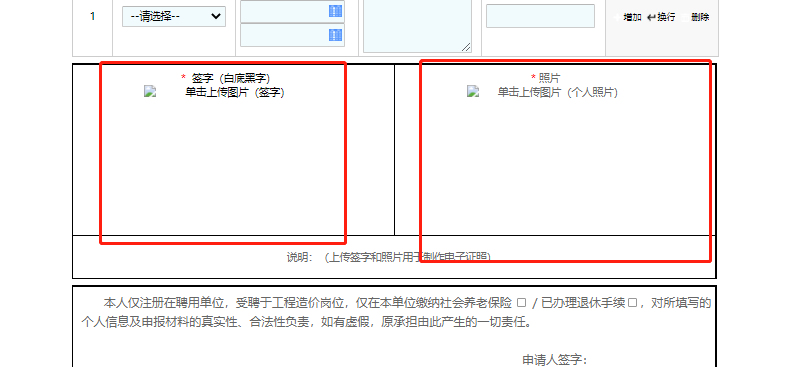 1 --请选择-- 增加 换行 删除
* 签字（白底黑字） * 照片
单击上传图片（签字） 单击上传图片（个人照片）
说明：（上传签字和照片用于制作电子证照）
本人仅注册在聘用单位，受聘于工程造价岗位，仅在本单位缴纳社会养老保险 □ / 已办理退休手续 □，对所填写的
个人信息及申报材料的真实性、合法性负责，如有虚假，原承担由此产生的一切责任。
申请人签字：